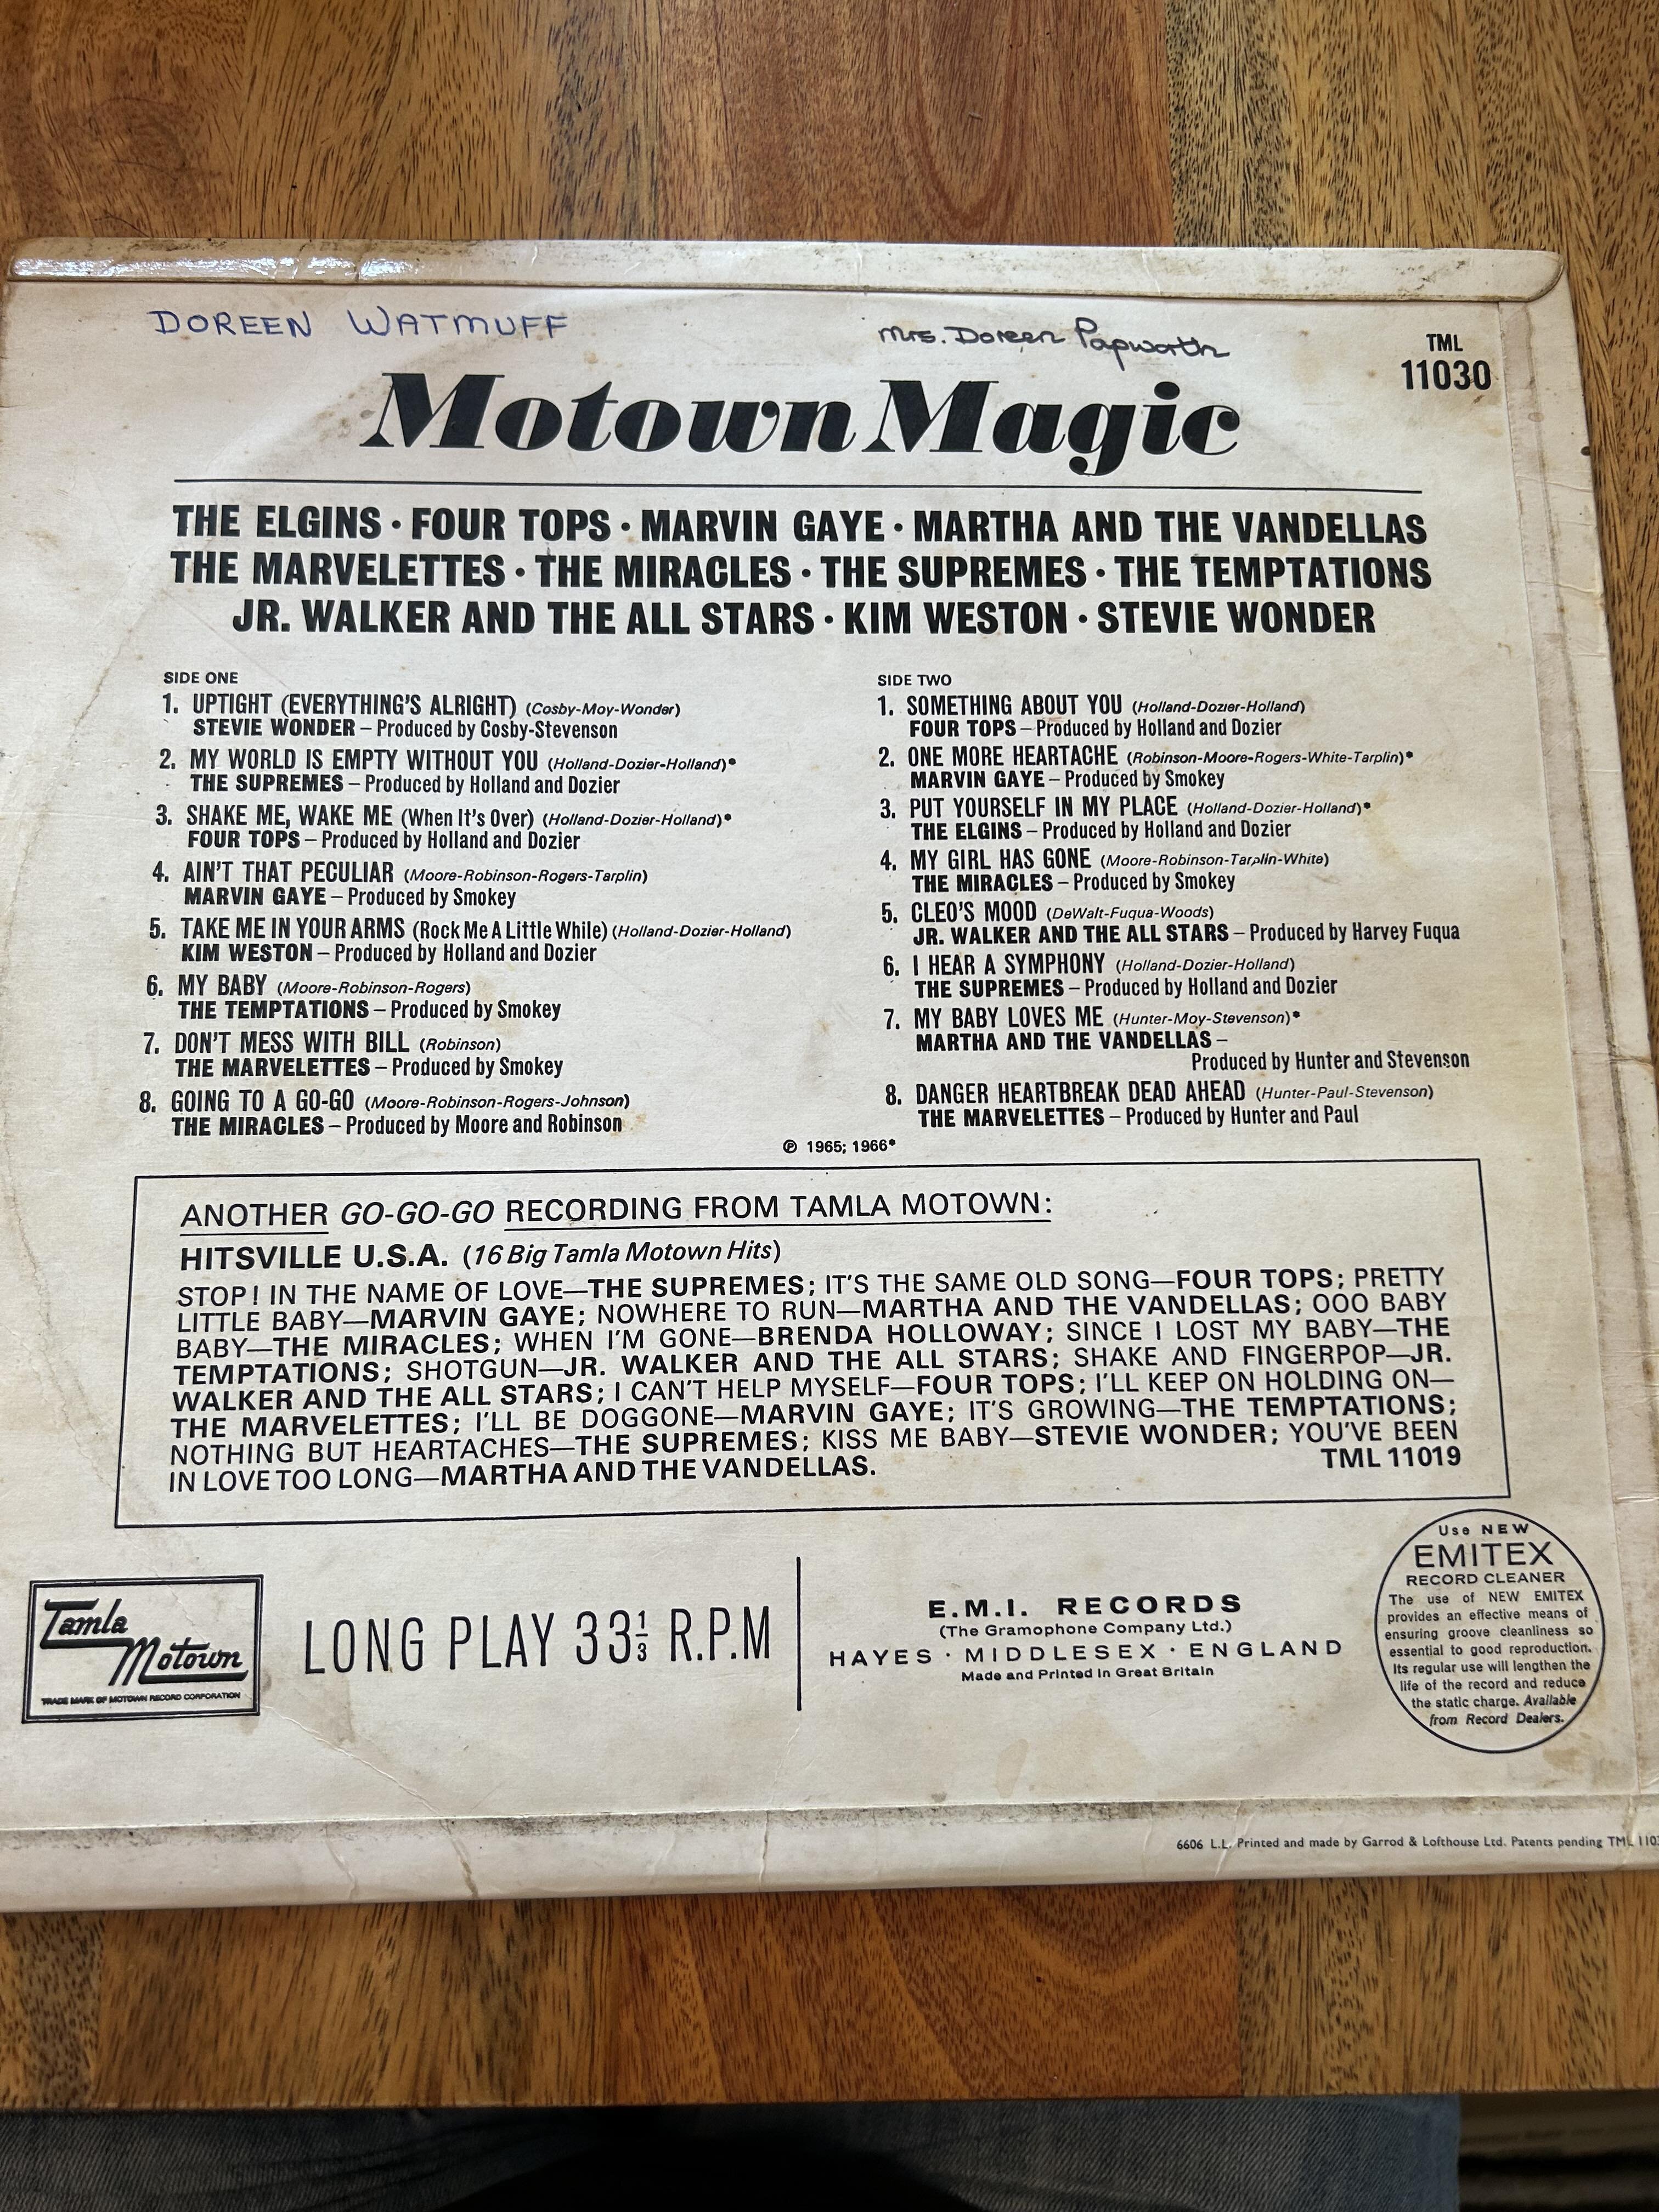 DOREEN WATMUFF
Mrs. Doreen Papworth
TML
11030
Motown Magic
THE ELGINS · FOUR TOPS · MARVIN GAYE · MARTHA AND THE VANDELLAS
THE MARVELETTES · THE MIRACLES · THE SUPREMES · THE TEMPTATIONS
JR. WALKER AND THE ALL STARS · KIM WESTON · STEVIE WONDER
SIDE ONE
1. UPTIGHT (EVERYTHING'S ALRIGHT) (Cosby-Moy-Wonder)
STEVIE WONDER – Produced by Cosby-Stevenson
2. MY WORLD IS EMPTY WITHOUT YOU (Holland-Dozier-Holland)*
THE SUPREMES – Produced by Holland and Dozier
3. SHAKE ME, WAKE ME (When It's Over) (Holland-Dozier-Holland)*
FOUR TOPS – Produced by Holland and Dozier
4. AIN'T THAT PECULIAR (Moore-Robinson-Rogers-Tarplin)
MARVIN GAYE – Produced by Smokey
5. TAKE ME IN YOUR ARMS (Rock Me A Little While) (Holland-Dozier-Holland)
KIM WESTON – Produced by Holland and Dozier
6. MY BABY (Moore-Robinson-Rogers)
THE TEMPTATIONS – Produced by Smokey
7. DON'T MESS WITH BILL (Robinson)
THE MARVELETTES – Produced by Smokey
8. GOING TO A GO-GO (Moore-Robinson-Rogers-Johnson)
THE MIRACLES – Produced by Moore and Robinson
SIDE TWO
1. SOMETHING ABOUT YOU (Holland-Dozier-Holland)
FOUR TOPS – Produced by Holland and Dozier
2. ONE MORE HEARTACHE (Robinson-Moore-Rogers-White-Tarplin)*
MARVIN GAYE – Produced by Smokey
3. PUT YOURSELF IN MY PLACE (Holland-Dozier-Holland)*
THE ELGINS – Produced by Holland and Dozier
4. MY GIRL HAS GONE (Moore-Robinson-Tarplin-White)
THE MIRACLES – Produced by Smokey
5. CLEO'S MOOD (DeWalt-Fuqua-Woods)
JR. WALKER AND THE ALL STARS – Produced by Harvey Fuqua
6. I HEAR A SYMPHONY (Holland-Dozier-Holland)
THE SUPREMES – Produced by Holland and Dozier
7. MY BABY LOVES ME (Hunter-Moy-Stevenson)*
MARTHA AND THE VANDELLAS –
Produced by Hunter and Stevenson
8. DANGER HEARTBREAK DEAD AHEAD (Hunter-Paul-Stevenson)
THE MARVELETTES – Produced by Hunter and Paul
℗ 1965; 1966*
ANOTHER GO-GO-GO RECORDING FROM TAMLA MOTOWN:
HITSVILLE U.S.A. (16 Big Tamla Motown Hits)
STOP! IN THE NAME OF LOVE—THE SUPREMES; IT'S THE SAME OLD SONG—FOUR TOPS; PRETTY
LITTLE BABY—MARVIN GAYE; NOWHERE TO RUN—MARTHA AND THE VANDELLAS; OOO BABY
BABY—THE MIRACLES; WHEN I'M GONE—BRENDA HOLLOWAY; SINCE I LOST MY BABY—THE
TEMPTATIONS; SHOTGUN—JR. WALKER AND THE ALL STARS; SHAKE AND FINGERPOP—JR.
WALKER AND THE ALL STARS; I CAN'T HELP MYSELF—FOUR TOPS; I'LL KEEP ON HOLDING ON—
THE MARVELETTES; I'LL BE DOGGONE—MARVIN GAYE; IT'S GROWING—THE TEMPTATIONS;
NOTHING BUT HEARTACHES—THE SUPREMES; KISS ME BABY—STEVIE WONDER; YOU'VE BEEN
IN LOVE TOO LONG—MARTHA AND THE VANDELLAS. TML 11019
Tamla
Motown
TRADE MARK OF MOTOWN RECORD CORPORATION
LONG PLAY 33⅓ R.P.M
E.M.I. RECORDS
(The Gramophone Company Ltd.)
HAYES · MIDDLESEX · ENGLAND
Made and Printed in Great Britain
Use NEW
EMITEX
RECORD CLEANER
The use of NEW EMITEX
provides an effective means of
ensuring groove cleanliness so
essential to good reproduction.
Its regular use will lengthen the
life of the record and reduce
the static charge. Available
from Record Dealers.
6606 L.L. Printed and made by Garrod & Lofthouse Ltd. Patents pending TML 1103